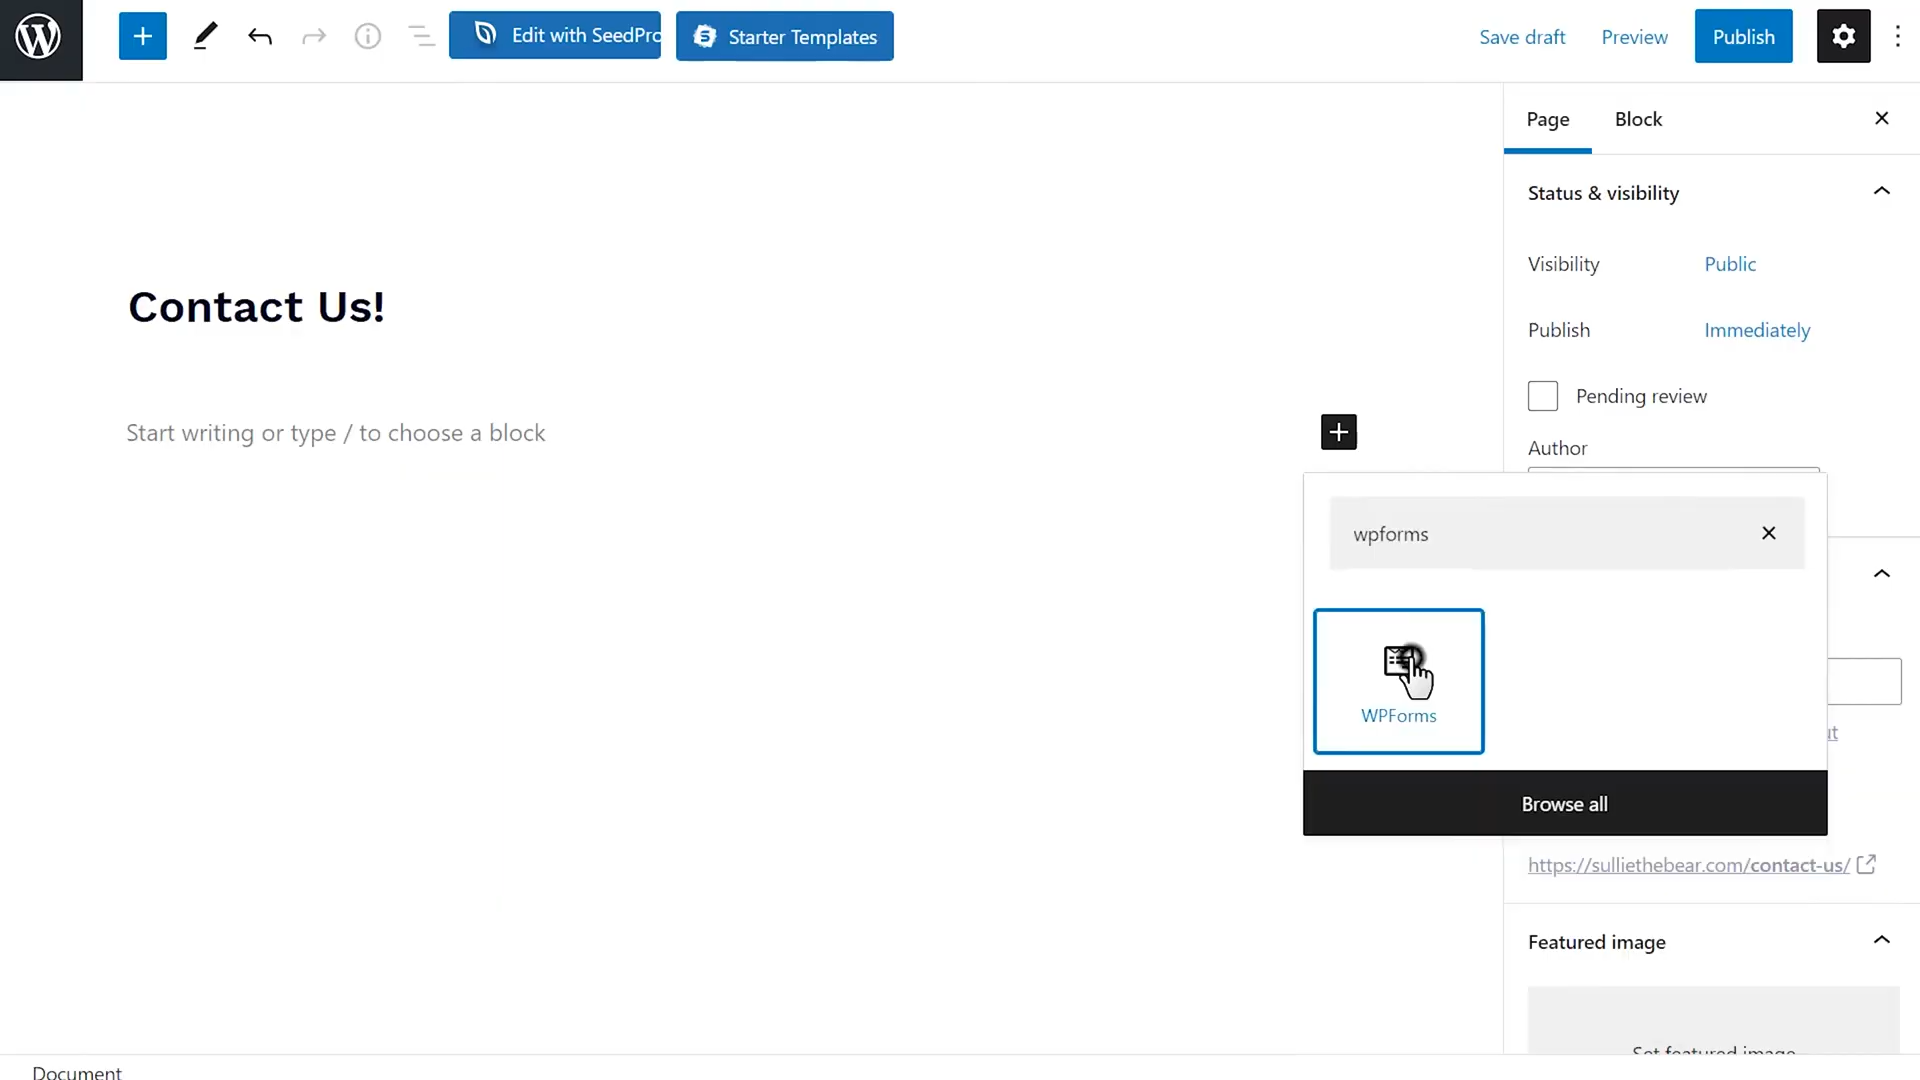 Edit with SeedPro
Starter Templates
Save draft
Preview
Publish
Page
Block
Status & visibility
Visibility
Public
Contact Us!
Publish
Immediately
Pending review
Start writing or type / to choose a block
Author
wpforms
WPForms
Browse all
https://sulliethebear.com/contact-us/
Featured image
Set featured image
Document